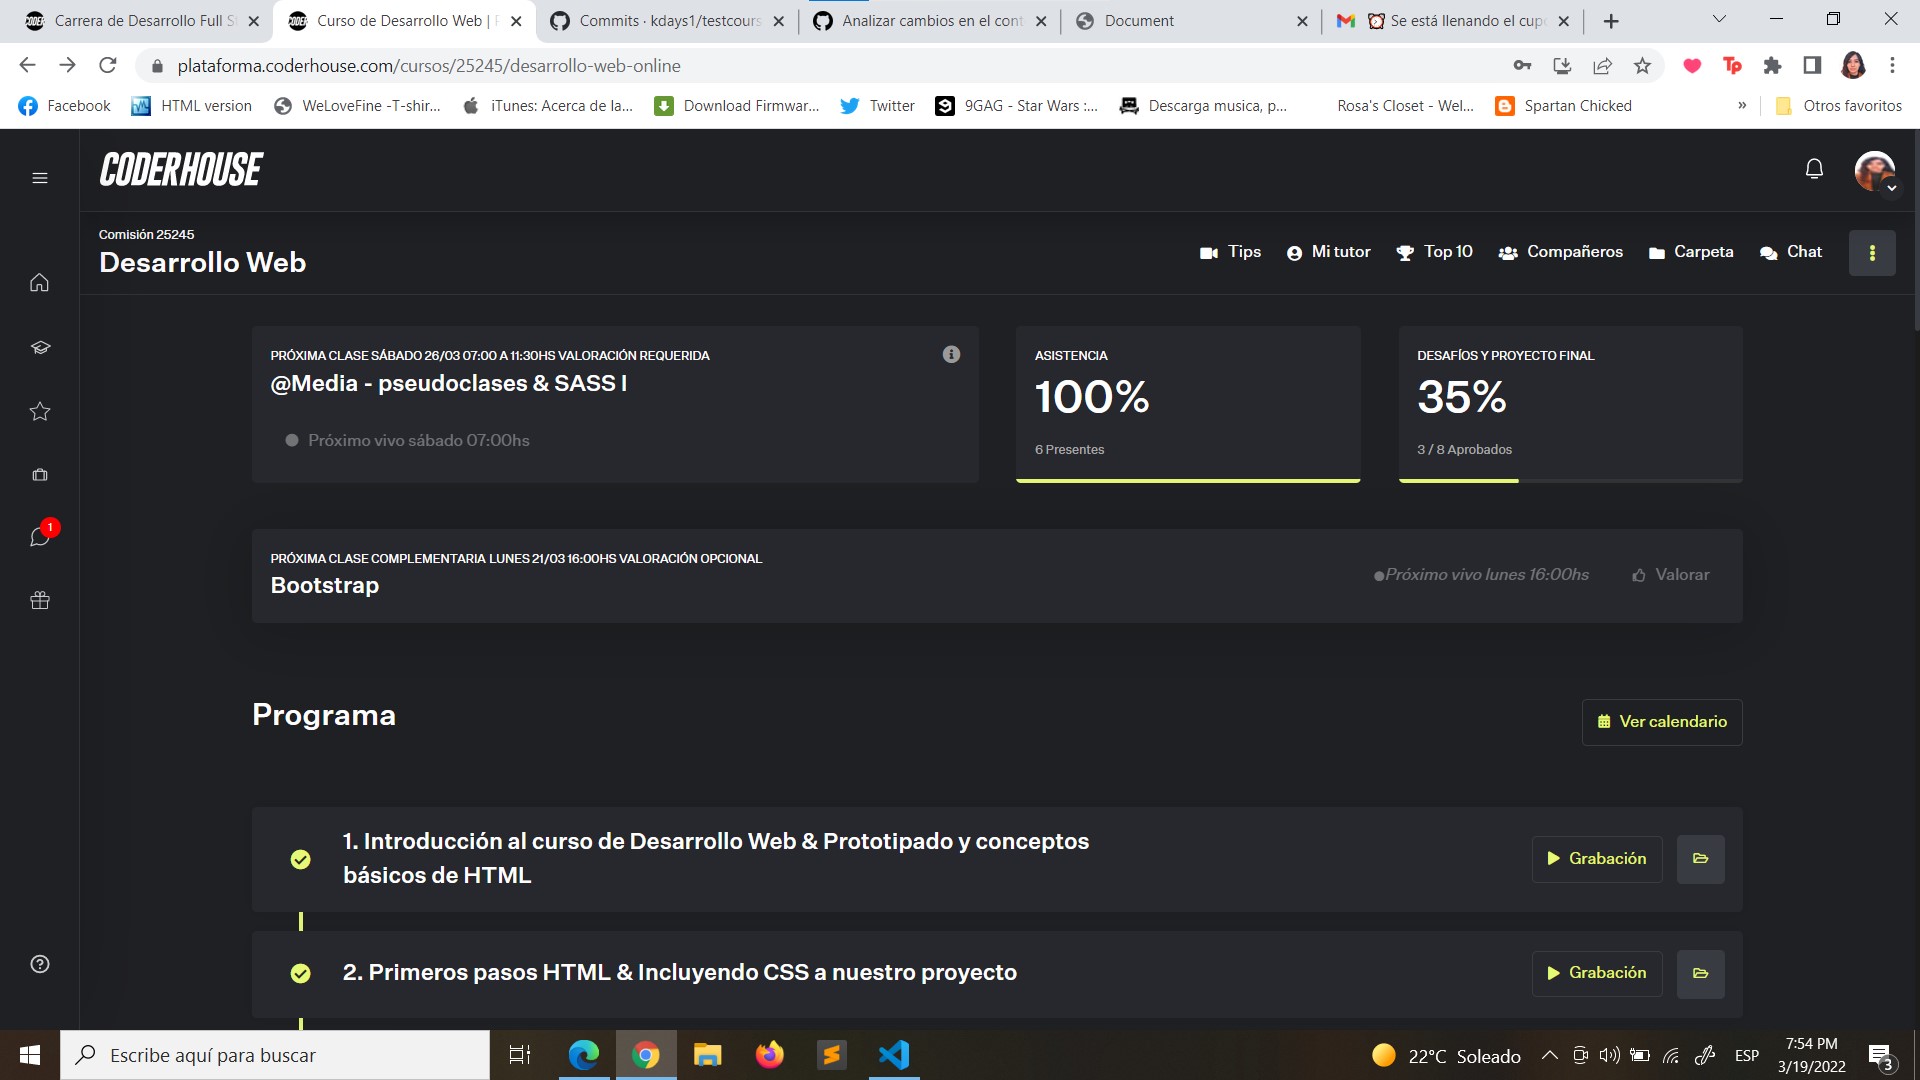 Carrera de Desarrollo Full S
Curso de Desarrollo Web |
Commits · kdays1/testcours
Analizar cambios en el cont
Document
Se está llenando el cup
plataforma.coderhouse.com/cursos/25245/desarrollo-web-online
Facebook
HTML version
WeLoveFine -T-shir...
iTunes: Acerca de la...
Download Firmwar...
Twitter
9GAG - Star Wars :...
Descarga musica, p...
Rosa's Closet - Wel...
Spartan Chicked
»
Otros favoritos
CODERHOUSE
Comisión 25245
Desarrollo Web
Tips
Mi tutor
Top 10
Compañeros
Carpeta
Chat
PRÓXIMA CLASE SÁBADO 26/03 07:00 A 11:30HS VALORACIÓN REQUERIDA
@Media - pseudoclases & SASS I
Próximo vivo sábado 07:00hs
ASISTENCIA
100%
6 Presentes
DESAFÍOS Y PROYECTO FINAL
35%
3 / 8 Aprobados
1
PRÓXIMA CLASE COMPLEMENTARIA LUNES 21/03 16:00HS VALORACIÓN OPCIONAL
Bootstrap
Próximo vivo lunes 16:00hs
Valorar
Programa
Ver calendario
1. Introducción al curso de Desarrollo Web & Prototipado y conceptos
básicos de HTML
Grabación
2. Primeros pasos HTML & Incluyendo CSS a nuestro proyecto
Grabación
Escribe aquí para buscar
22°C Soleado
ESP
7:54 PM
3/19/2022
3